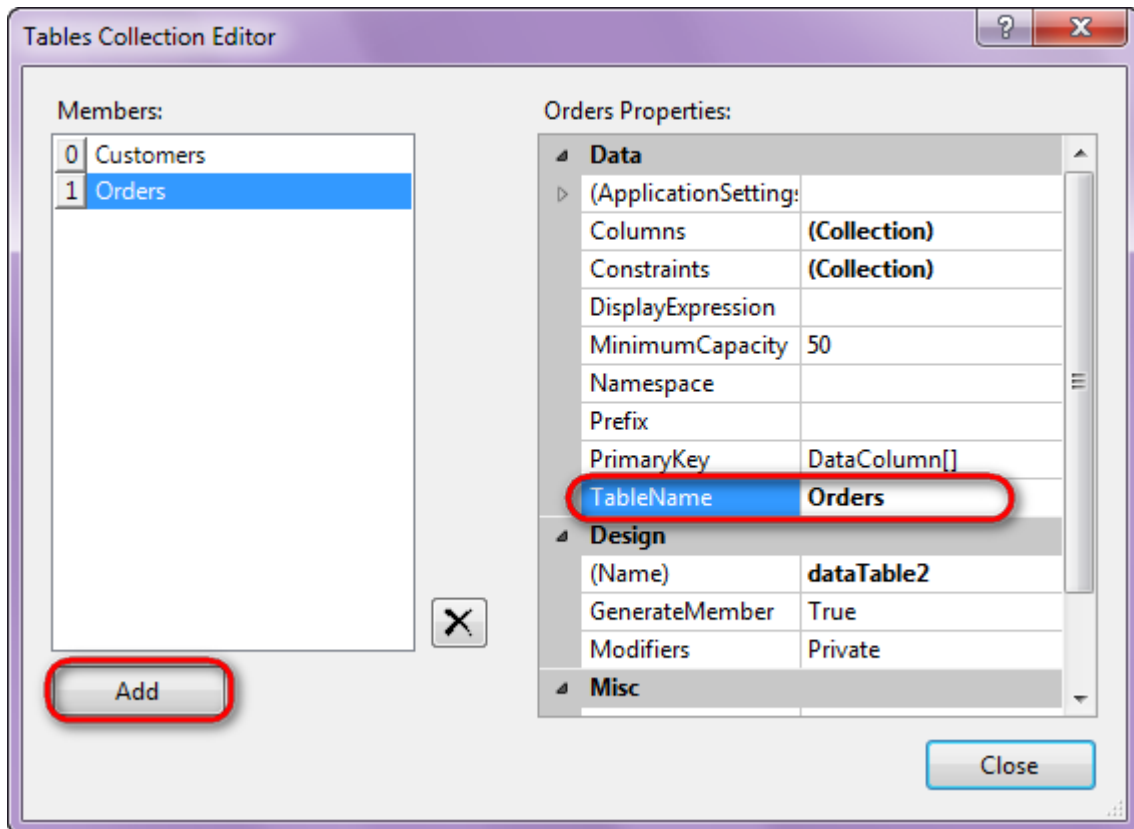 Tables Collection Editor
?
Members:
0 Customers
1 Orders
Add
Orders Properties:
Data
(ApplicationSettings
Columns (Collection)
Constraints (Collection)
DisplayExpression
MinimumCapacity 50
Namespace
Prefix
PrimaryKey DataColumn[]
TableName Orders
Design
(Name) dataTable2
GenerateMember True
Modifiers Private
Misc
Close